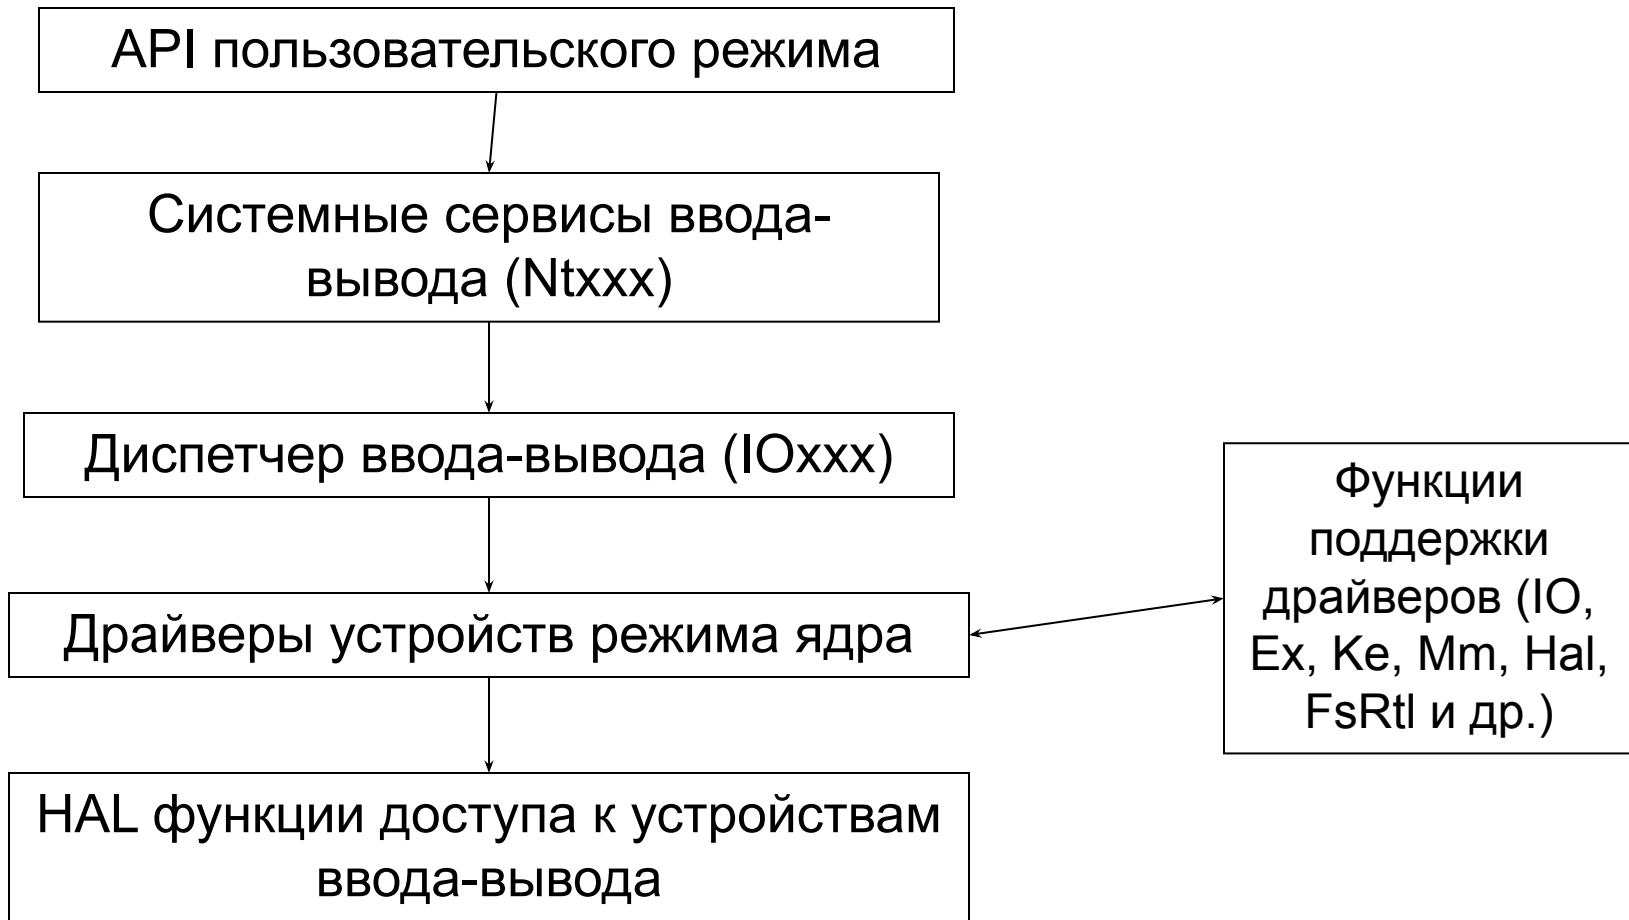 API пользовательского режима
Системные сервисы ввода-
вывода (Ntxxx)
Диспетчер ввода-вывода (IOxxx)
Функции
поддержки
драйверов (IO,
Ex, Ke, Mm, Hal,
FsRtl и др.)
Драйверы устройств режима ядра
HAL функции доступа к устройствам
ввода-вывода